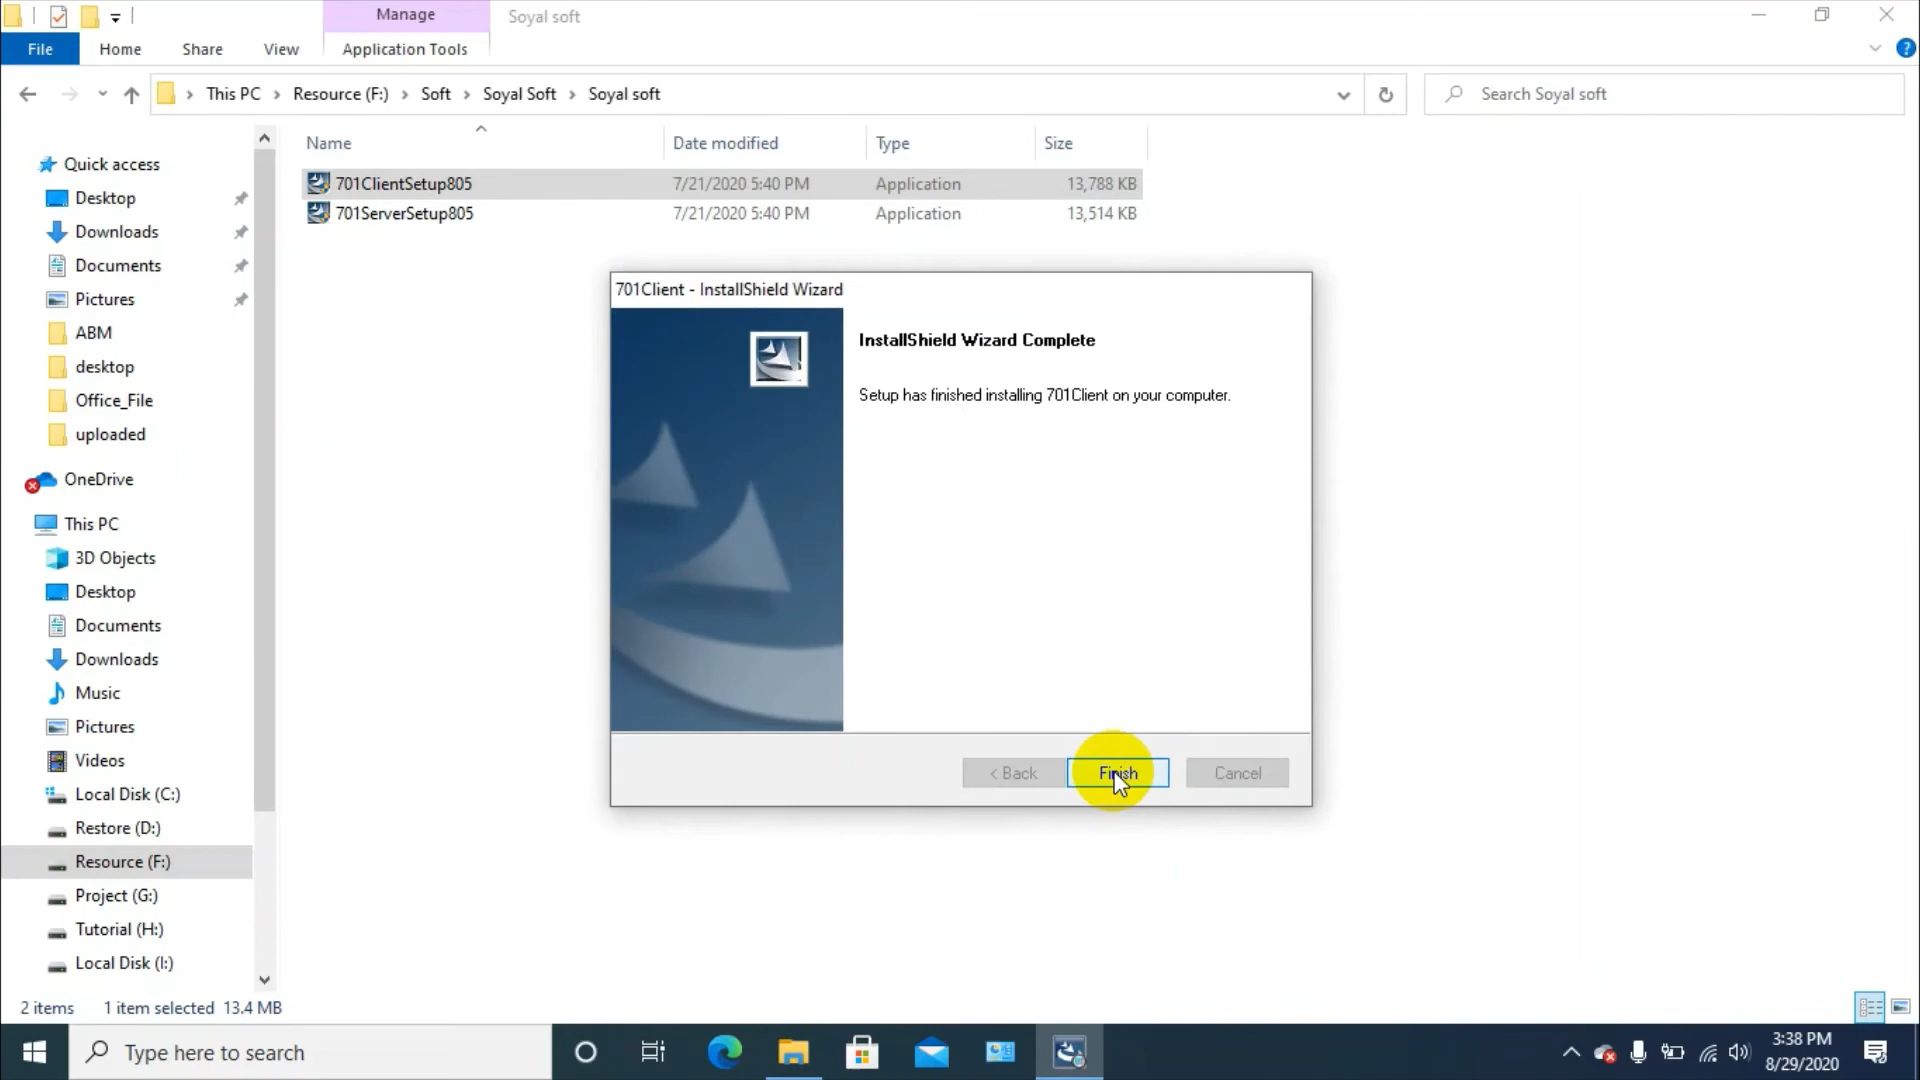 Manage
Soyal soft
File
Home
Share
View
Application Tools
This PC
Resource (F:)
Soft
Soyal Soft
Soyal soft
Search Soyal soft
Name
Date modified
Type
Size
701ClientSetup805
7/21/2020 5:40 PM
Application
13,788 KB
701ServerSetup805
7/21/2020 5:40 PM
Application
13,514 KB
Quick access
Desktop
Downloads
Documents
Pictures
ABM
desktop
Office_File
uploaded
OneDrive
This PC
3D Objects
Desktop
Documents
Downloads
Music
Pictures
Videos
Local Disk (C:)
Restore (D:)
Resource (F:)
Project (G:)
Tutorial (H:)
Local Disk (I:)
701Client - InstallShield Wizard
InstallShield Wizard Complete
Setup has finished installing 701Client on your computer.
< Back
Finish
Cancel
2 items
1 item selected 13.4 MB
Type here to search
3:38 PM
8/29/2020